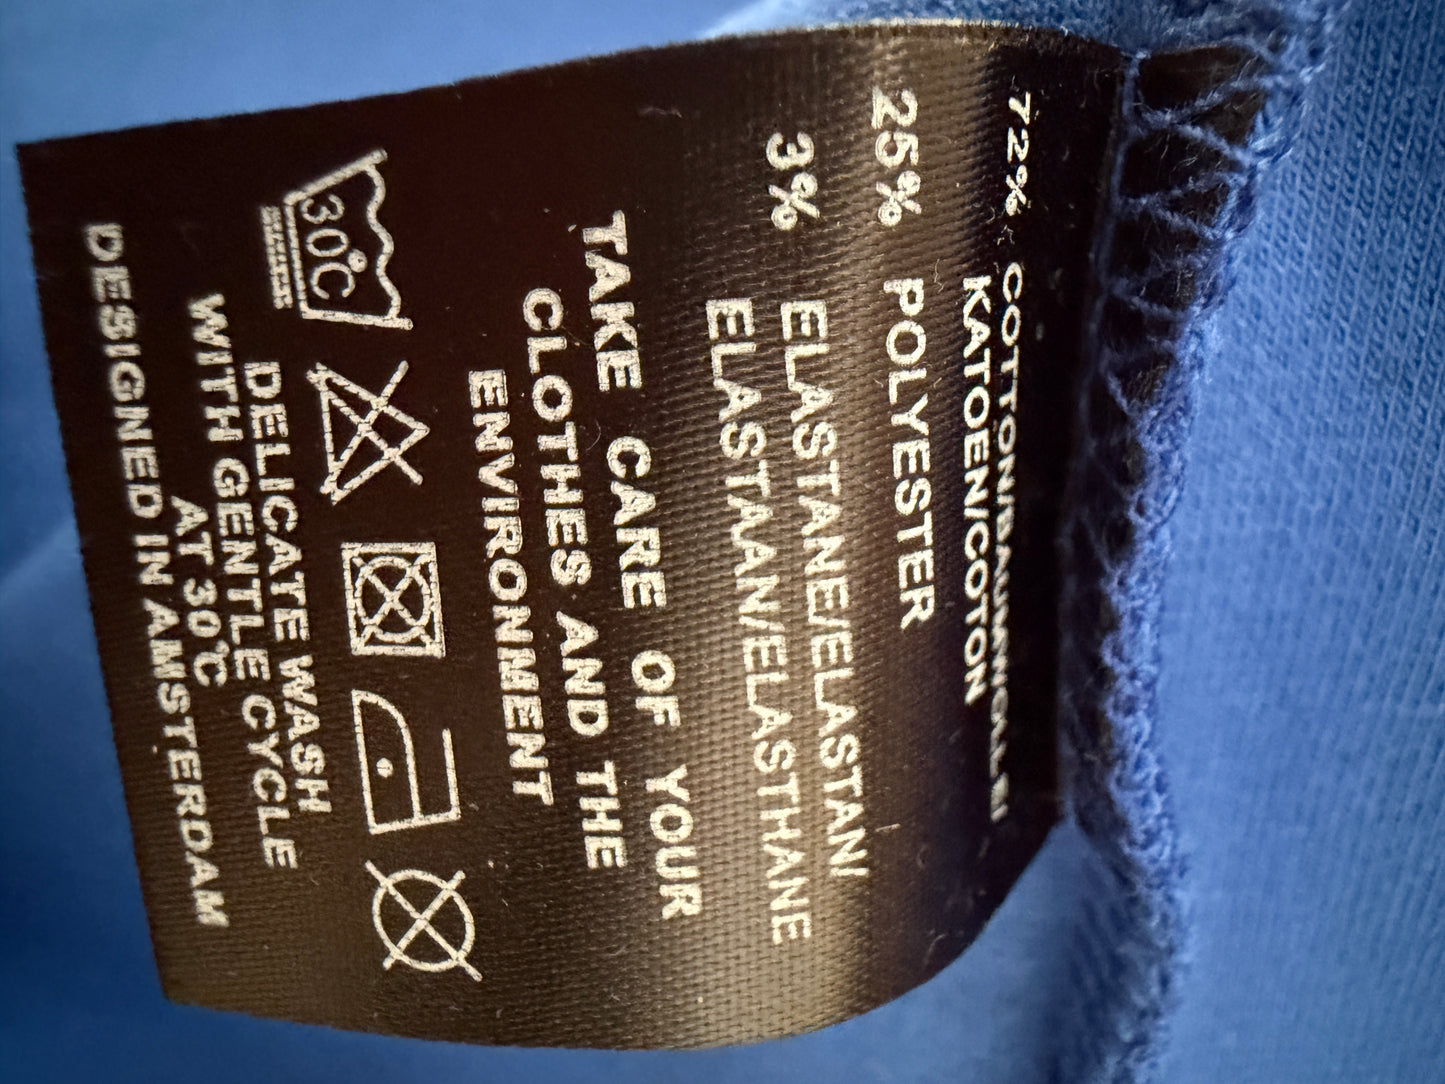 72% COTTON/BAUMWOLLE/
KATOEN/COTON
25% POLYESTER
3% ELASTANE/ELASTAN/
ELASTAAN/ELASTHANE
TAKE CARE OF YOUR
CLOTHES AND THE
ENVIRONMENT
30°C
DELICATE WASH
WITH GENTLE CYCLE
AT 30℃
DESIGNED IN AMSTERDAM